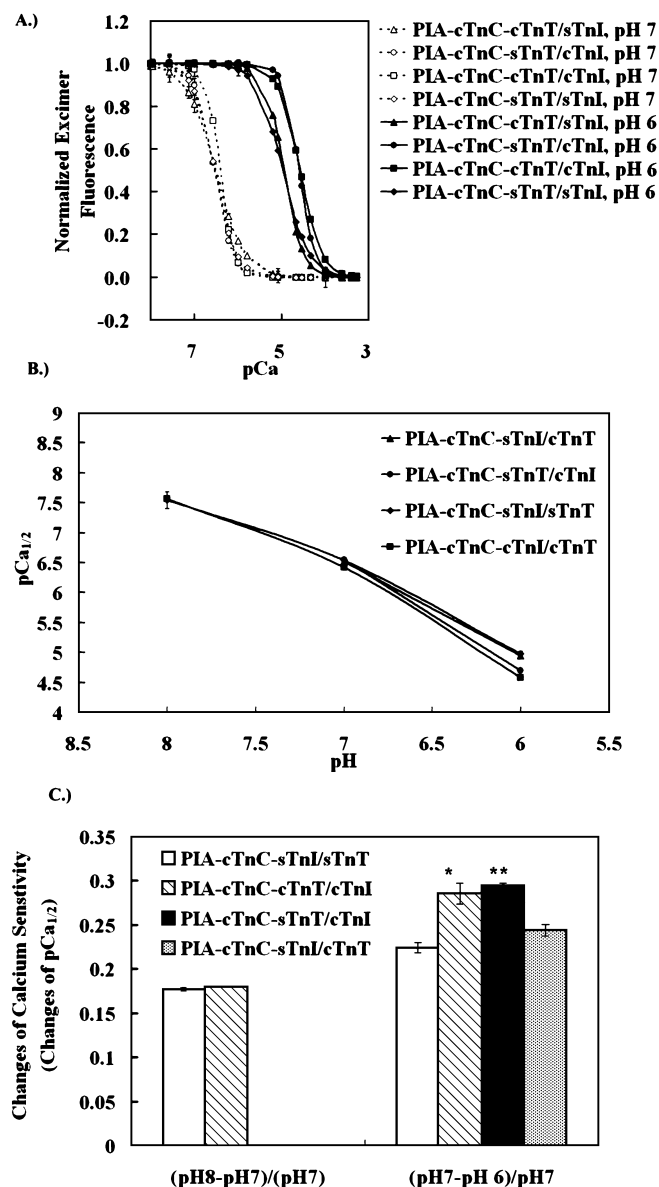 A.)
PIA-cTnC-cTnT/sTnI, pH 7
PIA-cTnC-sTnT/cTnI, pH 7
PIA-cTnC-cTnT/cTnI, pH 7
PIA-cTnC-sTnT/sTnI, pH 7
PIA-cTnC-cTnT/sTnI, pH 6
PIA-cTnC-sTnT/cTnI, pH 6
PIA-cTnC-cTnT/cTnI, pH 6
PIA-cTnC-sTnT/sTnI, pH 6
Normalized Excimer
Fluorescence
1.2
1.0
0.8
0.6
0.4
0.2
0.0
-0.2
7
5
3
pCa
B.)
9
8.5
8
7.5
7
6.5
6
5.5
5
4.5
4
pCa1/2
PIA-cTnC-sTnI/cTnT
PIA-cTnC-sTnT/cTnI
PIA-cTnC-sTnI/sTnT
PIA-cTnC-cTnI/cTnT
8.5
8
7.5
7
6.5
6
5.5
pH
C.)
Changes of Calcium Senstivity
((Changes of pCa1/2)
0.35
0.3
0.25
0.2
0.15
0.1
0.05
0
PIA-cTnC-sTnI/sTnT
PIA-cTnC-cTnT/cTnI
PIA-cTnC-sTnT/cTnI
PIA-cTnC-sTnI/cTnT
*
**
(pH8-pH7)/(pH7)
(pH7-pH 6)/pH7